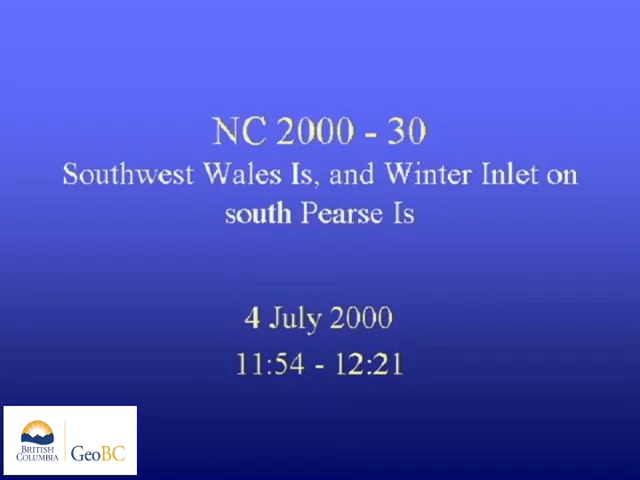 NC 2000 - 30
Southwest Wales Is, and Winter Inlet on
south Pearse Is
4 July 2000
11:54 - 12:21
BRITISH
COLUMBIA
GeoBC